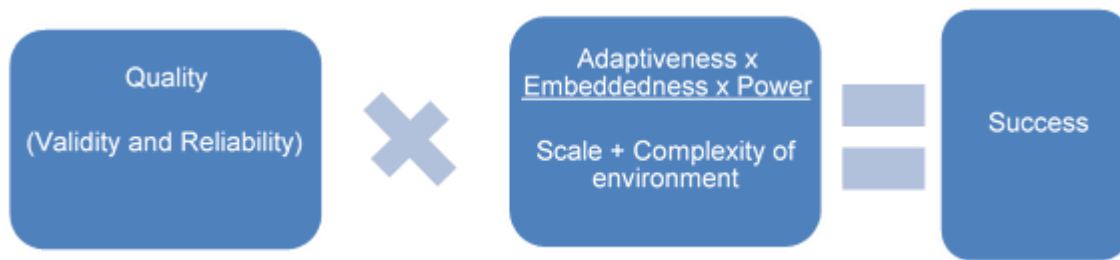 Quality
(Validity and Reliability)
Adaptiveness x
Embeddedness x Power
Scale + Complexity of
environment
Success